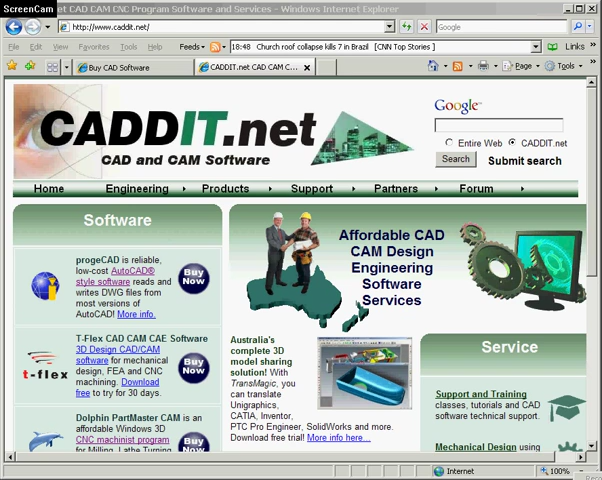 ScreenCam
et CAD CAM CNC Program Software and Services - Windows Internet Explorer
http://www.caddit.net/
Google
File Edit View Favorites Tools Help Feeds 18:48 Church roof collapse kills 7 in Brazil [CNN Top Stories ] Links
Buy CAD Software
CADDIT.net CAD CAM C...
Page Tools
CADDIT.net
CAD and CAM Software
Google
Entire Web CADDIT.net
Search Submit search
Home Engineering Products Support Partners Forum
Software
progeCAD is reliable,
low-cost AutoCAD®
style software reads and
writes DWG files from
most versions of
AutoCAD! More info.
Buy
Now
T-Flex CAD CAM CAE Software
3D Design CAD/CAM
software for mechanical
design, FEA and CNC
machining. Download
free to try for 30 days.
t-flex
Buy
Now
Dolphin PartMaster CAM is an
affordable Windows 3D
CNC machinist program
for Milling, Lathe Turning
Buy
Now
Affordable CAD
CAM Design
Engineering
Software
Services
Australia's
complete 3D
model sharing
solution! With
TransMagic, you
can translate
Unigraphics,
CATIA, Inventor,
PTC Pro Engineer, SolidWorks and more.
Download free trial! More info here...
Service
Support and Training
classes, tutorials and CAD
software technical support.
Mechanical Design using
Internet
100%